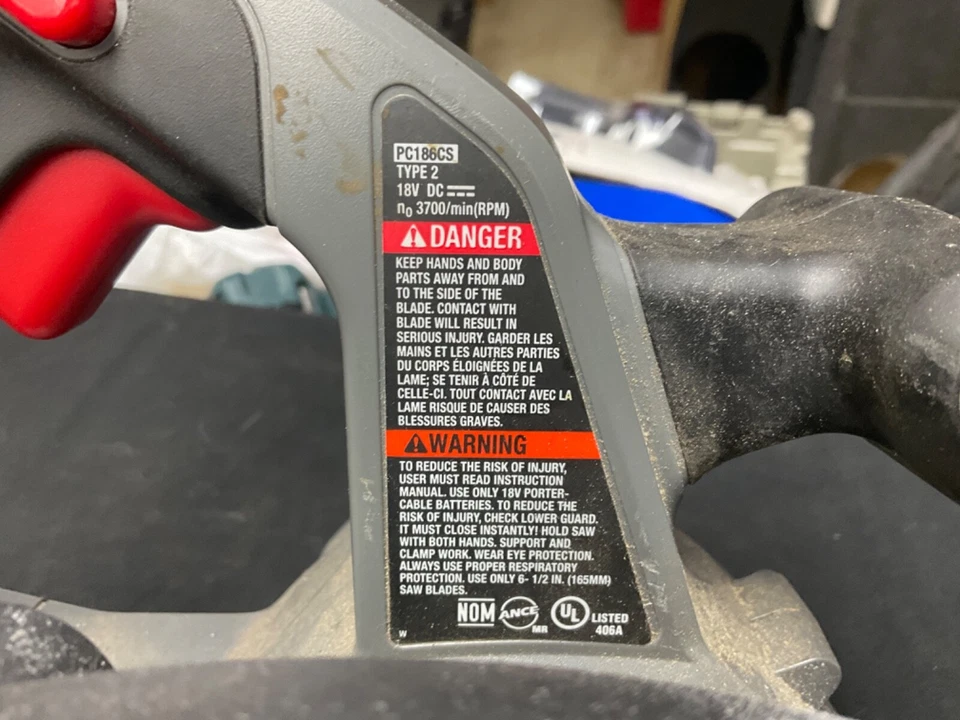 PC186CS
TYPE 2
18V DC
n0 3700/min(RPM)
DANGER
KEEP HANDS AND BODY
PARTS AWAY FROM AND
TO THE SIDE OF THE
BLADE. CONTACT WITH
BLADE WILL RESULT IN
SERIOUS INJURY. GARDER LES
MAINS ET LES AUTRES PARTIES
DU CORPS ÉLOIGNÉES DE LA
LAME; SE TENIR À CÔTÉ DE
CELLE-CI. TOUT CONTACT AVEC LA
LAME RISQUE DE CAUSER DES
BLESSURES GRAVES.
WARNING
TO REDUCE THE RISK OF INJURY,
USER MUST READ INSTRUCTION
MANUAL. USE ONLY 18V PORTER-
CABLE BATTERIES. TO REDUCE THE
RISK OF INJURY, CHECK LOWER GUARD.
IT MUST CLOSE INSTANTLY! HOLD SAW
WITH BOTH HANDS. SUPPORT AND
CLAMP WORK. WEAR EYE PROTECTION.
ALWAYS USE PROPER RESPIRATORY
PROTECTION. USE ONLY 6- 1/2 IN. (165MM)
SAW BLADES.
NOM ANCE MR UL LISTED
406A
W